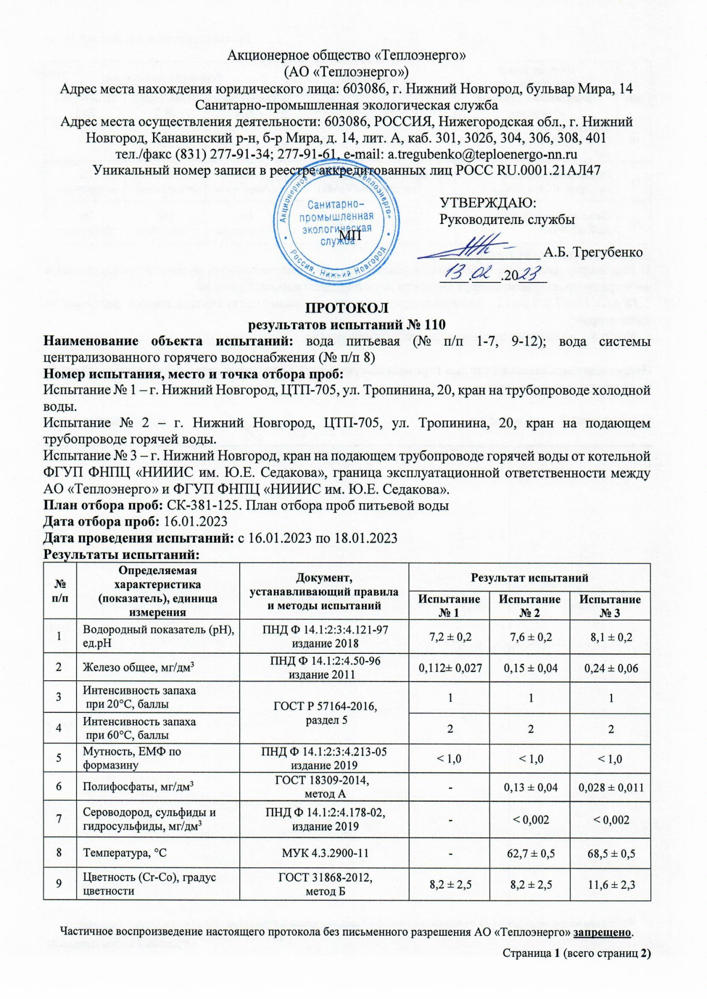 Акционерное общество «Теплоэнерго»
(АО «Теплоэнерго»)
Адрес места нахождения юридического лица: 603086, г. Нижний Новгород, бульвар Мира, 14
Санитарно-промышленная экологическая служба
Адрес места осуществления деятельности: 603086, РОССИЯ, Нижегородская обл., г. Нижний
Новгород, Канавинский р-н, б-р Мира, д. 14, лит. А, каб. 301, 302б, 304, 306, 308, 401
тел./факс (831) 277-91-34; 277-91-61, e-mail: a.tregubenko@teploenergo-nn.ru
Уникальный номер записи в реестре аккредитованных лиц РОСС RU.0001.21АЛ47
Акционерное общество «Теплоэнерго»
Санитарно-
промышленная
экологическая
служба
Россия, Нижний Новгород
МП
УТВЕРЖДАЮ:
Руководитель службы
А.Б. Трегубенко
13.02.2023
ПРОТОКОЛ
результатов испытаний № 110
Наименование объекта испытаний: вода питьевая (№ п/п 1-7, 9-12); вода системы
централизованного горячего водоснабжения (№ п/п 8)
Номер испытания, место и точка отбора проб:
Испытание № 1 – г. Нижний Новгород, ЦТП-705, ул. Тропинина, 20, кран на трубопроводе холодной
воды.
Испытание № 2 – г. Нижний Новгород, ЦТП-705, ул. Тропинина, 20, кран на подающем
трубопроводе горячей воды.
Испытание № 3 – г. Нижний Новгород, кран на подающем трубопроводе горячей воды от котельной
ФГУП ФНПЦ «НИИИС им. Ю.Е. Седакова», граница эксплуатационной ответственности между
АО «Теплоэнерго» и ФГУП ФНПЦ «НИИИС им. Ю.Е. Седакова».
План отбора проб: СК-381-125. План отбора проб питьевой воды
Дата отбора проб: 16.01.2023
Дата проведения испытаний: с 16.01.2023 по 18.01.2023
Результаты испытаний:
№
п/п
Определяемая
характеристика
(показатель), единица
измерения
Документ,
устанавливающий правила
и методы испытаний
Результат испытаний
Испытание
№ 1
Испытание
№ 2
Испытание
№ 3
1
Водородный показатель (pH),
ед.pH
ПНД Ф 14.1:2:3:4.121-97
издание 2018
7,2 ± 0,2
7,6 ± 0,2
8,1 ± 0,2
2
Железо общее, мг/дм³
ПНД Ф 14.1:2:4.50-96
издание 2011
0,112± 0,027
0,15 ± 0,04
0,24 ± 0,06
3
Интенсивность запаха
при 20°С, баллы
ГОСТ Р 57164-2016,
раздел 5
1
1
1
4
Интенсивность запаха
при 60°С, баллы
2
2
2
5
Мутность, ЕМФ по
формазину
ПНД Ф 14.1:2:3:4.213-05
издание 2019
< 1,0
< 1,0
< 1,0
6
Полифосфаты, мг/дм³
ГОСТ 18309-2014,
метод А
-
0,13 ± 0,04
0,028 ± 0,011
7
Сероводород, сульфиды и
гидросульфиды, мг/дм³
ПНД Ф 14.1:2:4.178-02,
издание 2019
-
< 0,002
< 0,002
8
Температура, °С
МУК 4.3.2900-11
-
62,7 ± 0,5
68,5 ± 0,5
9
Цветность (Cr-Co), градус
цветности
ГОСТ 31868-2012,
метод Б
8,2 ± 2,5
8,2 ± 2,5
11,6 ± 2,3
Частичное воспроизведение настоящего протокола без письменного разрешения АО «Теплоэнерго» запрещено.
Страница 1 (всего страниц 2)